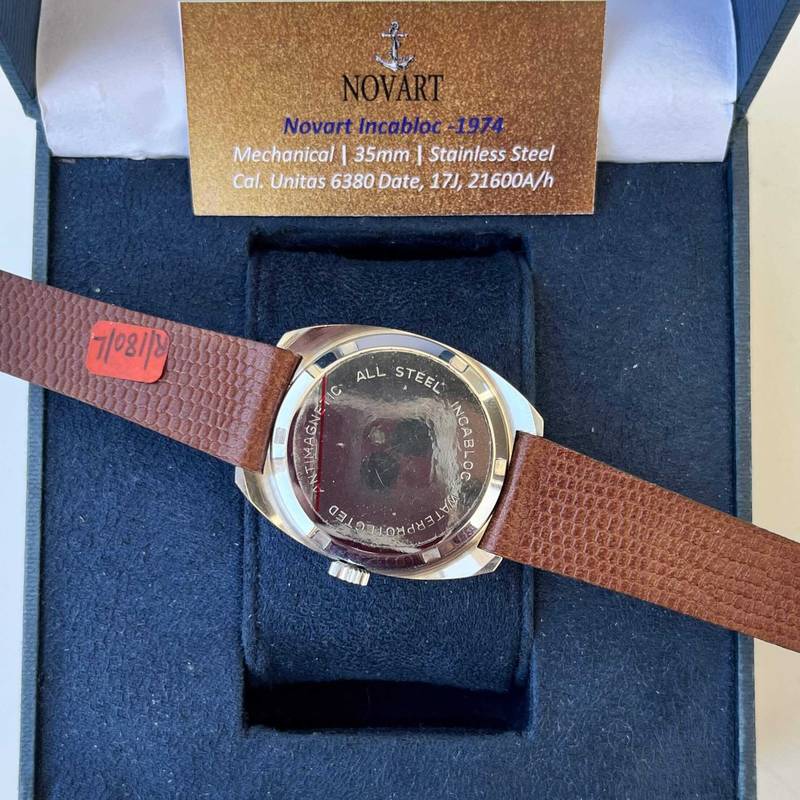 NOVART
Novart Incabloc -1974
Mechanical | 35mm | Stainless Steel
Cal. Unitas 6380 Date, 17J, 21600A/h
R/180/L
ANTIMAGNETIC ALL STEEL INCABLOC WATERPROTECTED